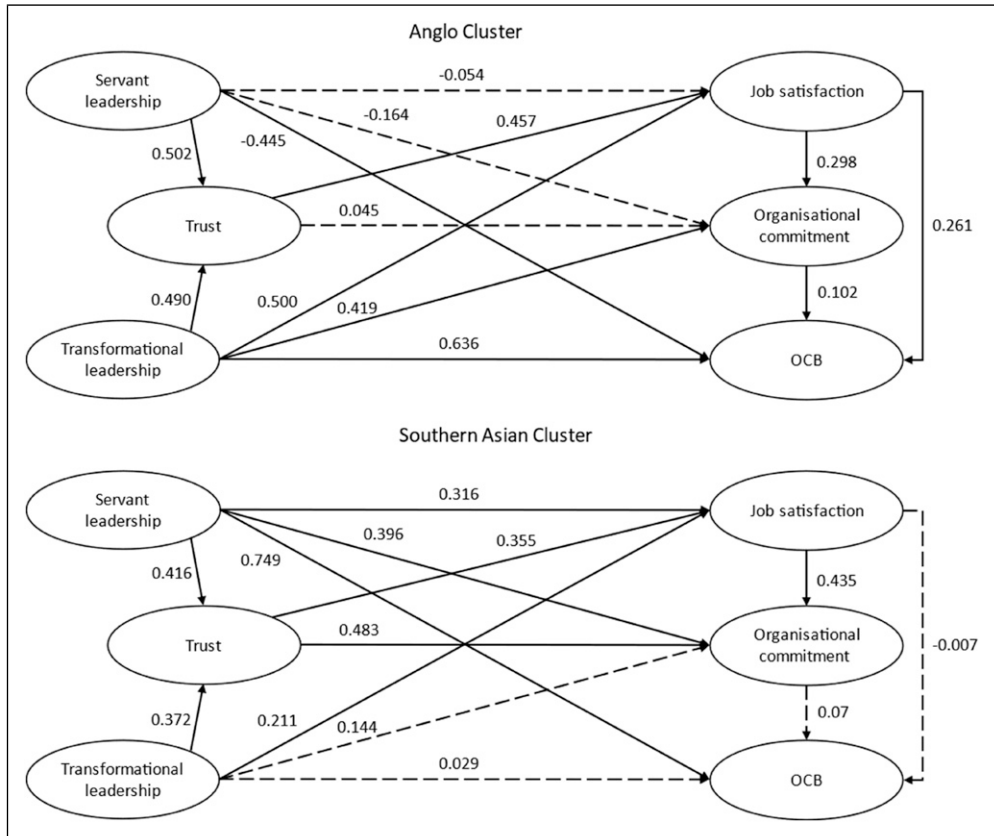 Anglo Cluster
Servant
leadership
-0.054
Job satisfaction
-0.164
0.457
-0.445
0.502
0.298
Trust
0.045
Organisational
commitment
0.261
0.490
0.500
0.419
0.102
Transformational
leadership
0.636
OCB
Southern Asian Cluster
Servant
leadership
0.316
Job satisfaction
0.396
0.355
0.749
0.416
0.435
Trust
0.483
Organisational
commitment
-0.007
0.372
0.211
0.144
0.07
Transformational
leadership
0.029
OCB